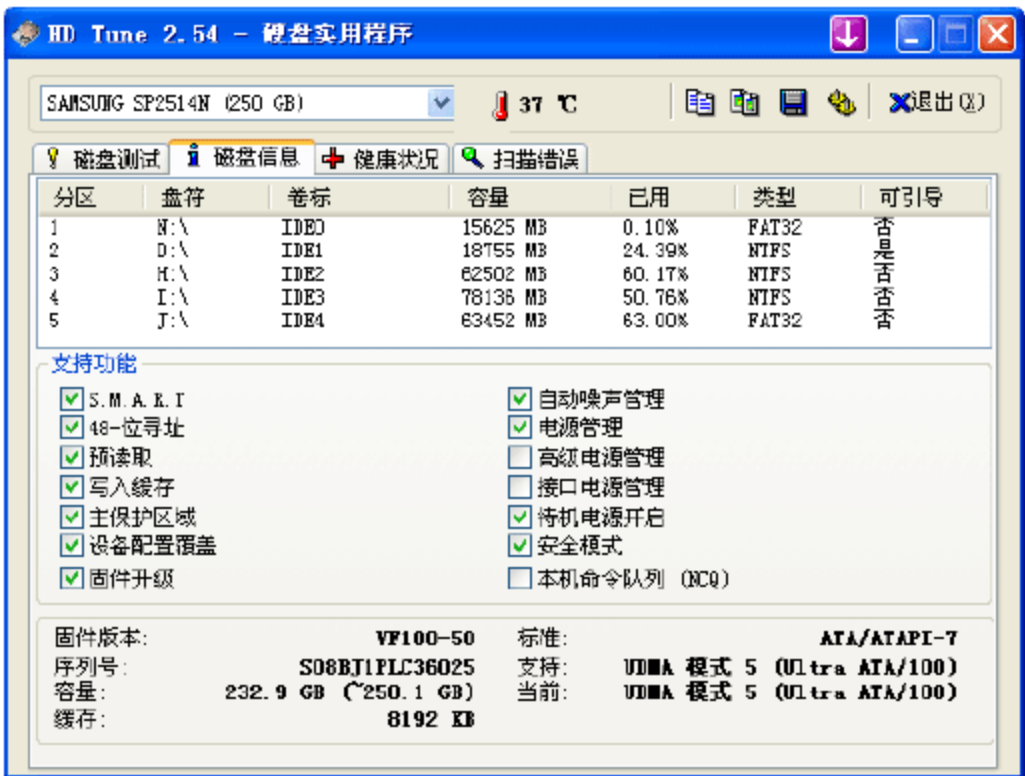 HD Tune 2.54 - 硬盘实用程序
SAMSUNG SP2514N (250 GB) 37 ℃ 退出(X)
磁盘测试 磁盘信息 健康状况 扫描错误
分区 盘符 卷标 容量 已用 类型 可引导
1 N:\ IDE0 15625 MB 0.10% FAT32 否
2 D:\ IDE1 18755 MB 24.39% NTFS 是
3 H:\ IDE2 62502 MB 60.17% NTFS 否
4 I:\ IDE3 78136 MB 50.76% NTFS 否
5 J:\ IDE4 63452 MB 63.00% FAT32 否
支持功能
S.M.A.R.T 自动噪声管理
48-位寻址 电源管理
预读取 高级电源管理
写入缓存 接口电源管理
主保护区域 待机电源开启
设备配置覆盖 安全模式
固件升级 本机命令队列 (NCQ)
固件版本: VF100-50 标准: ATA/ATAPI-7
序列号: S08BJ1PLC36025 支持: UDMA 模式 5 (Ultra ATA/100)
容量: 232.9 GB (~250.1 GB) 当前: UDMA 模式 5 (Ultra ATA/100)
缓存: 8192 KB